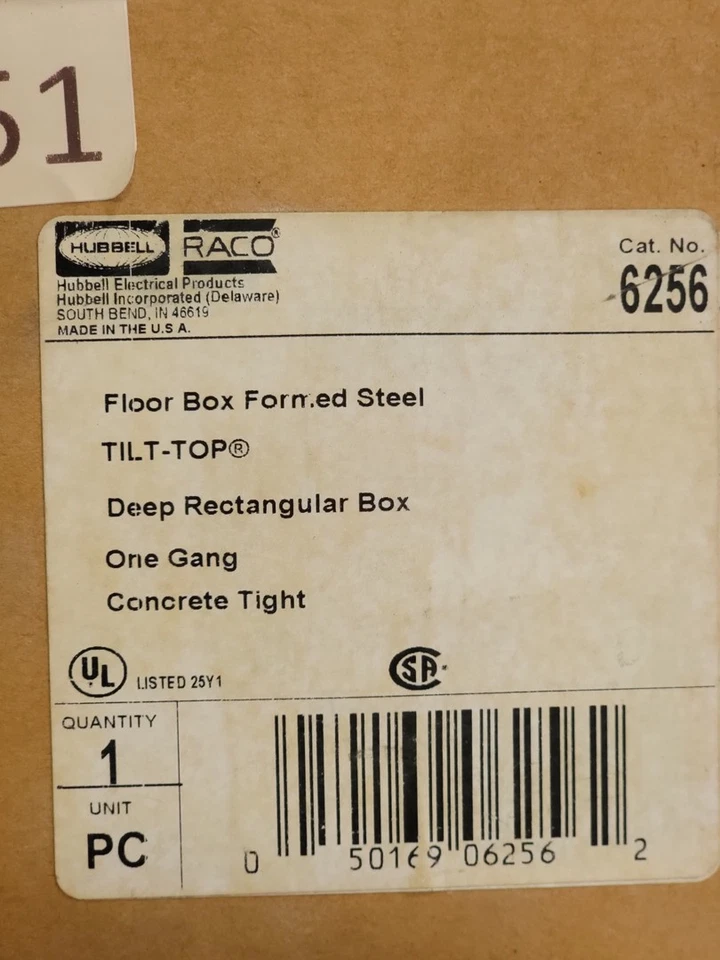 51
HUBBELL RACO®
Hubbell Electrical Products
Hubbell Incorporated (Delaware)
SOUTH BEND, IN 46619
MADE IN THE U.S.A.
Cat. No.
6256
Floor Box Formed Steel
TILT-TOP®
Deep Rectangular Box
One Gang
Concrete Tight
UL LISTED 25Y1
SA
QUANTITY
1
UNIT
PC
0 50169 06256 2